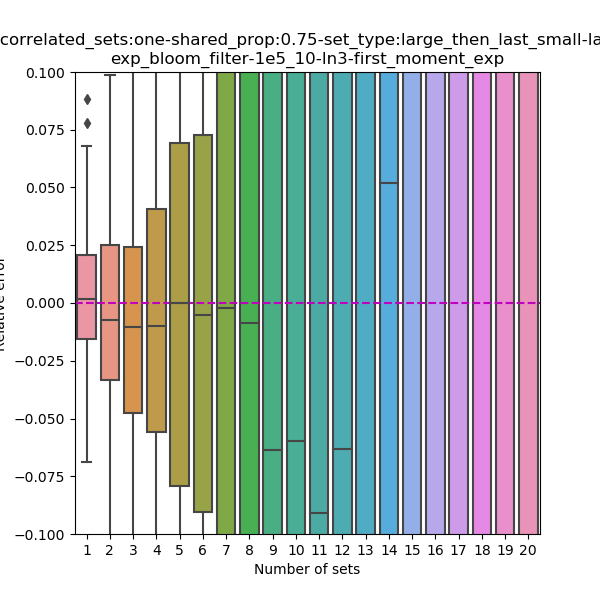 correlated_sets:one-shared_prop:0.75-set_type:large_then_last_small-la
exp_bloom_filter-1e5_10-ln3-first_moment_exp
0.100
0.075
0.050
0.025
0.000
−0.025
−0.050
−0.075
−0.100
Relative error
1 2 3 4 5 6 7 8 9 10 11 12 13 14 15 16 17 18 19 20
Number of sets